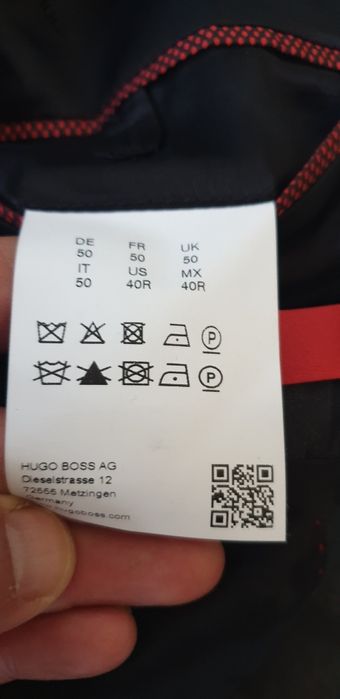 DE FR UK
50 50 50
IT US MX
50 40R 40R
P
P
HUGO BOSS AG
Dieselstrasse 12
72555 Metzingen
Germany